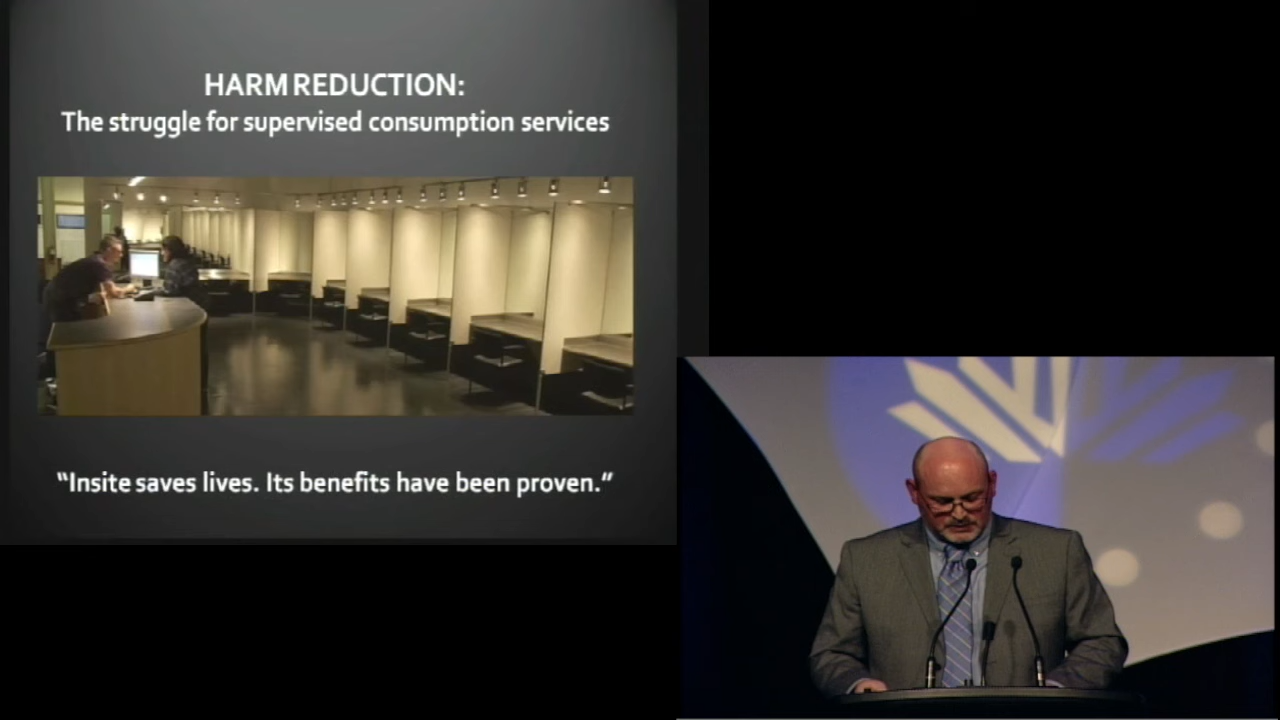 HARM REDUCTION:
The struggle for supervised consumption services
“Insite saves lives. Its benefits have been proven.”